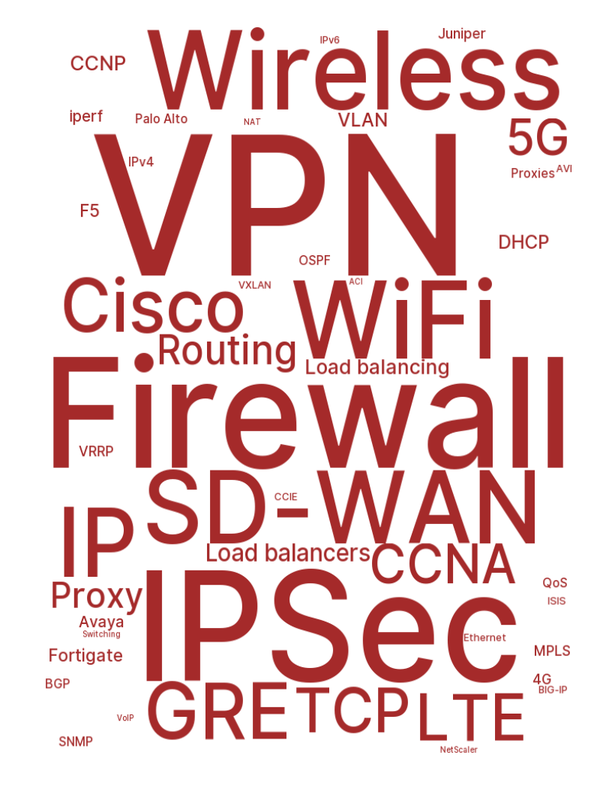 IPv6
Juniper
Wireless
CCNP
iperf
Palo Alto
NAT
VLAN
5G
VPN
IPv4
Proxies
AVI
F5
DHCP
OSPF
VXLAN
ACI
Cisco
WiFi
Routing
Load balancing
Firewall
VRRP
SD-WAN
CCIE
IP
Load balancers
CCNA
IPSec
QoS
Proxy
ISIS
Avaya
Switching
Ethernet
Fortigate
MPLS
BGP
4G
BIG-IP
GRE
TCP
LTE
VoIP
SNMP
NetScaler